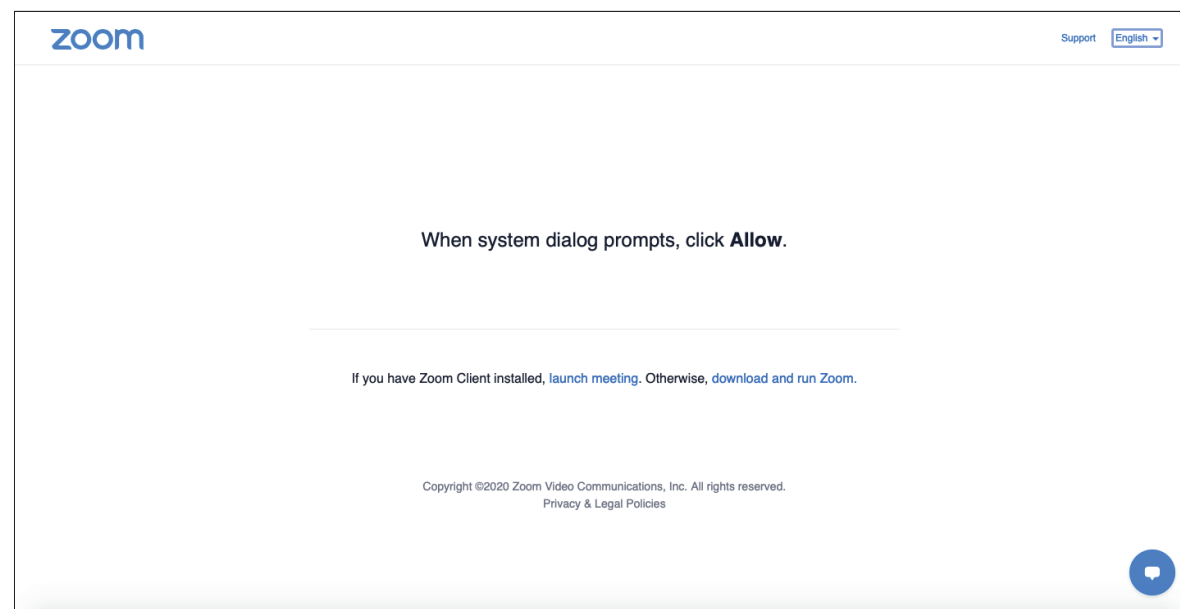 zoom
Support
English
When system dialog prompts, click Allow.
If you have Zoom Client installed, launch meeting. Otherwise, download and run Zoom.
Copyright ©2020 Zoom Video Communications, Inc. All rights reserved.
Privacy & Legal Policies